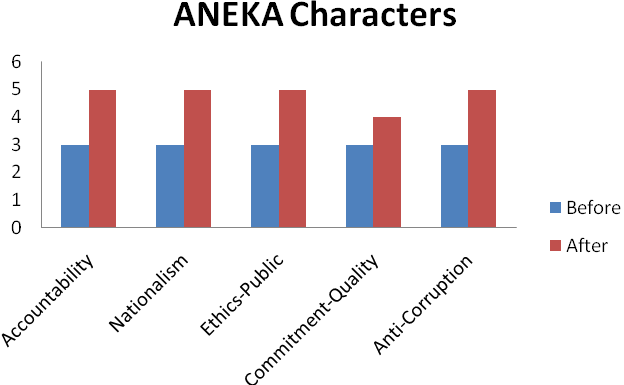 ANEKA Characters
6
5
4
3
2
1
0
Accountability
Nationalism
Ethics-Public
Commitment-Quality
Anti-Corruption
Before
After